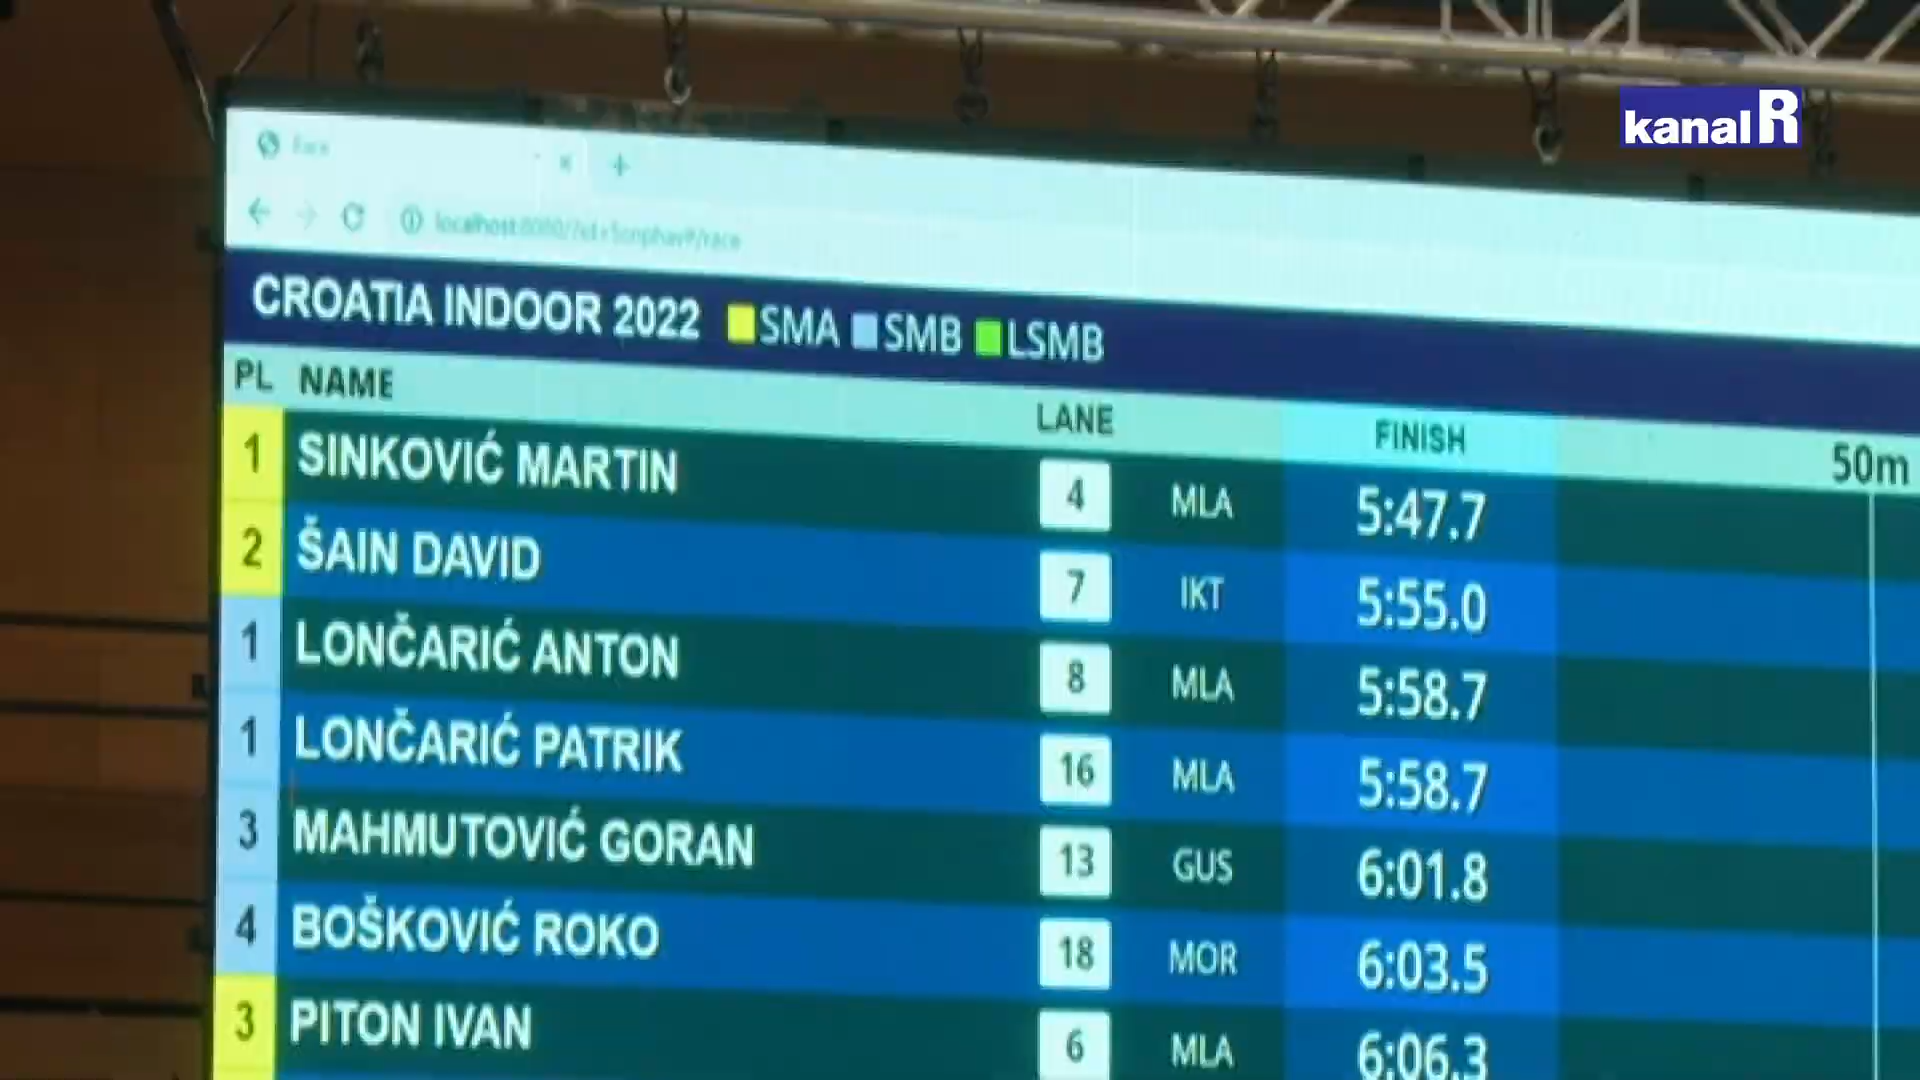 kanalR
Race
CROATIA INDOOR 2022 SMA SMB LSMB
PL NAME LANE FINISH 50m
1 SINKOVIĆ MARTIN 4 MLA 5:47.7
2 ŠAIN DAVID 7 IKT 5:55.0
1 LONČARIĆ ANTON 8 MLA 5:58.7
1 LONČARIĆ PATRIK 16 MLA 5:58.7
3 MAHMUTOVIĆ GORAN 13 GUS 6:01.8
4 BOŠKOVIĆ ROKO 18 MOR 6:03.5
3 PITON IVAN 6 MLA 6:06.3